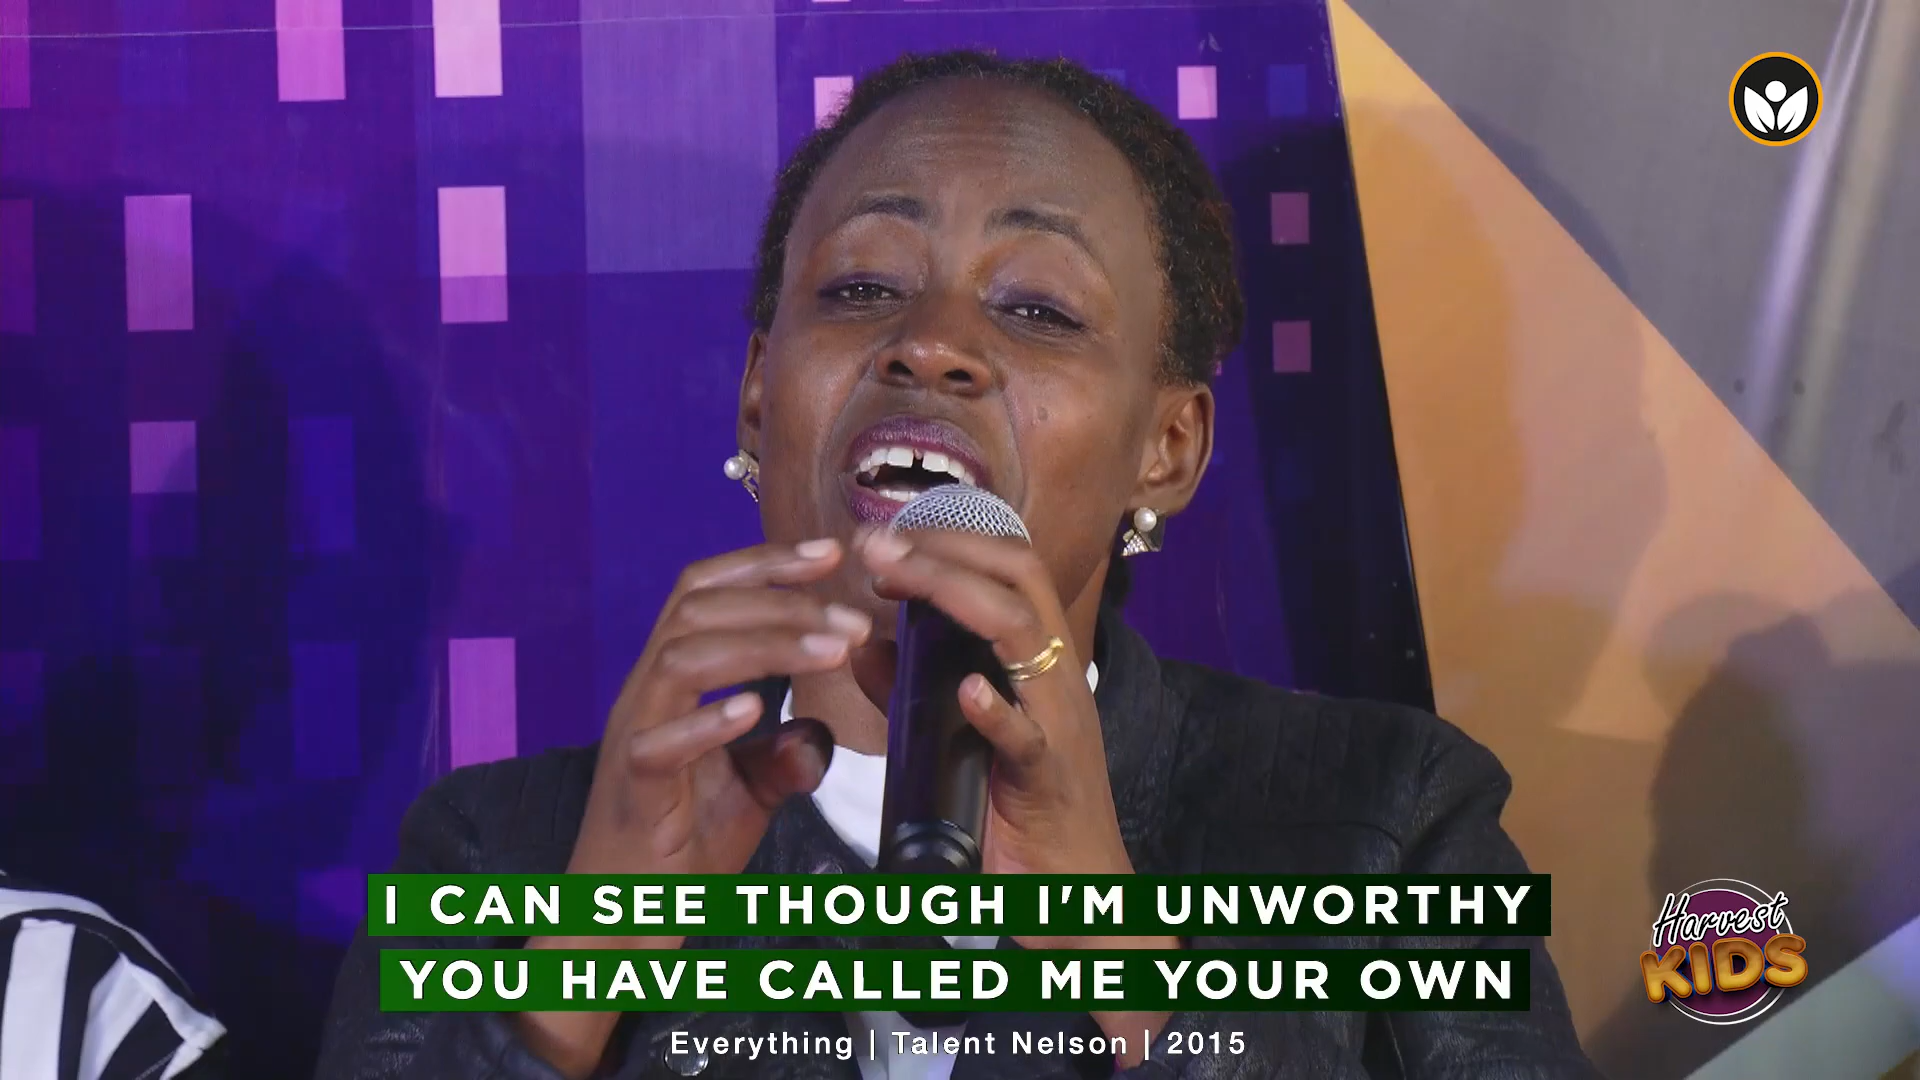 I CAN SEE THOUGH I'M UNWORTHY
YOU HAVE CALLED ME YOUR OWN
Everything | Talent Nelson | 2015
Harvest
KIDS